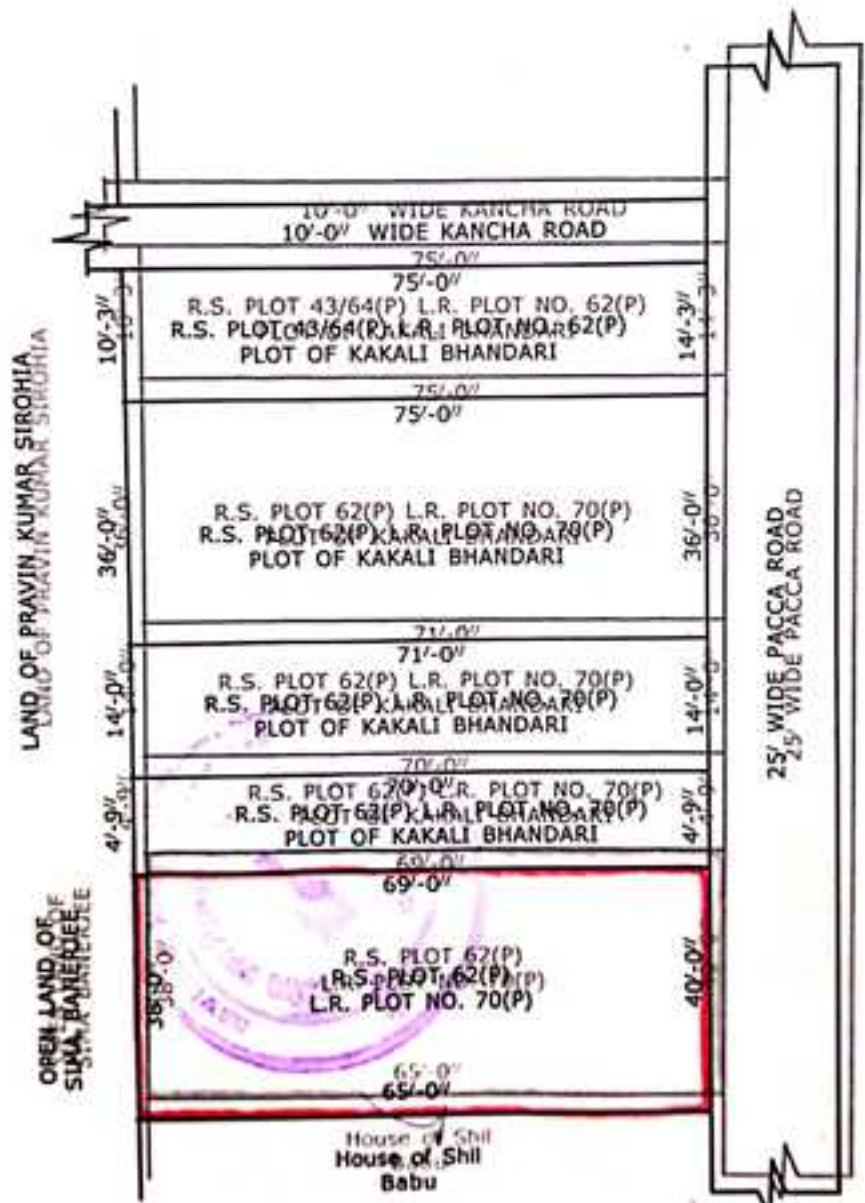 10'-0" WIDE KANCHA ROAD
75'-0"
10'-3"
14'-3"
R.S. PLOT 43/64(P) L.R. PLOT NO. 62(P)
PLOT OF KAKALI BHANDARI
75'-0"
36'-0"
36'-0"
R.S. PLOT 62(P) L.R. PLOT NO. 70(P)
PLOT OF KAKALI BHANDARI
71'-0"
14'-0"
14'-0"
R.S. PLOT 62(P) L.R. PLOT NO. 70(P)
PLOT OF KAKALI BHANDARI
70'-0"
4'-9"
4'-9"
R.S. PLOT 62(P) L.R. PLOT NO. 70(P)
PLOT OF KAKALI BHANDARI
69'-0"
38'-0"
40'-0"
R.S. PLOT 62(P)
L.R. PLOT NO. 70(P)
65'-0"
House of Shil
Babu
LAND OF PRAVIN KUMAR SIROHIA
OPEN LAND OF
SIMA BANERJEE
25' WIDE PACCA ROAD